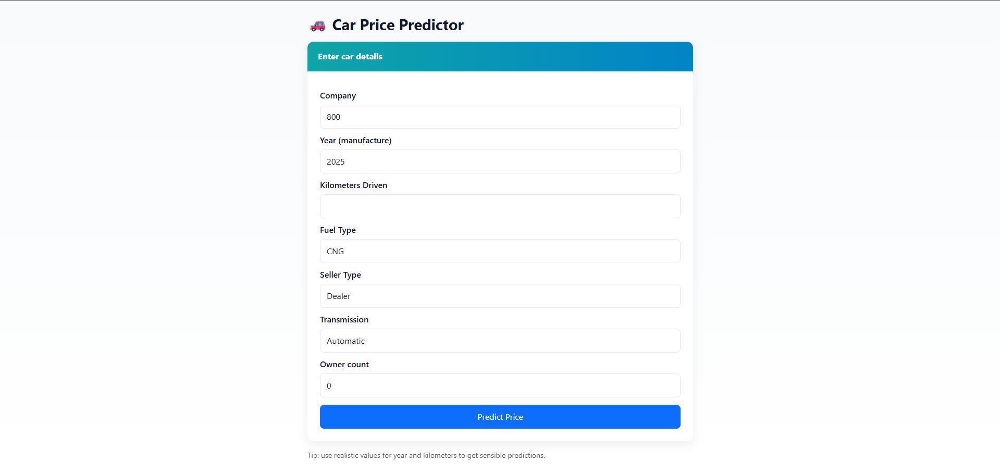 Car Price Predictor
Enter car details
Company
800
Year (manufacture)
2025
Kilometers Driven
Fuel Type
CNG
Seller Type
Dealer
Transmission
Automatic
Owner count
0
Predict Price
Tip: use realistic values for year and kilometers to get sensible predictions.